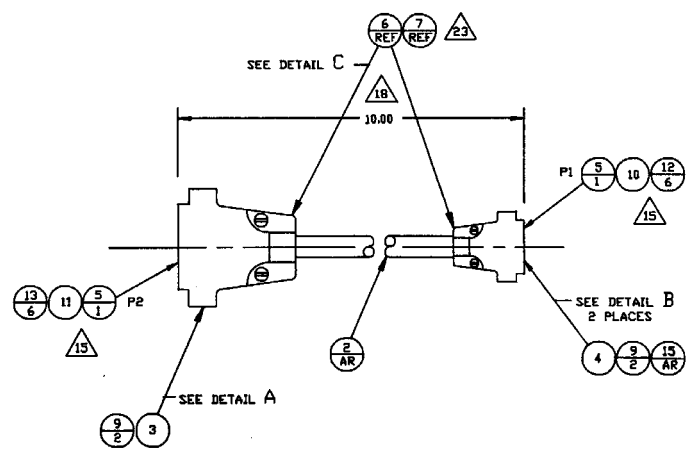 6 REF 7 REF 23
SEE DETAIL C
18
10.00
P1 5 1 10 12 6
15
13 6 11 5 1 P2
15
SEE DETAIL B
2 PLACES
2 AR
4 9 2 15 AR
SEE DETAIL A
9 2 3